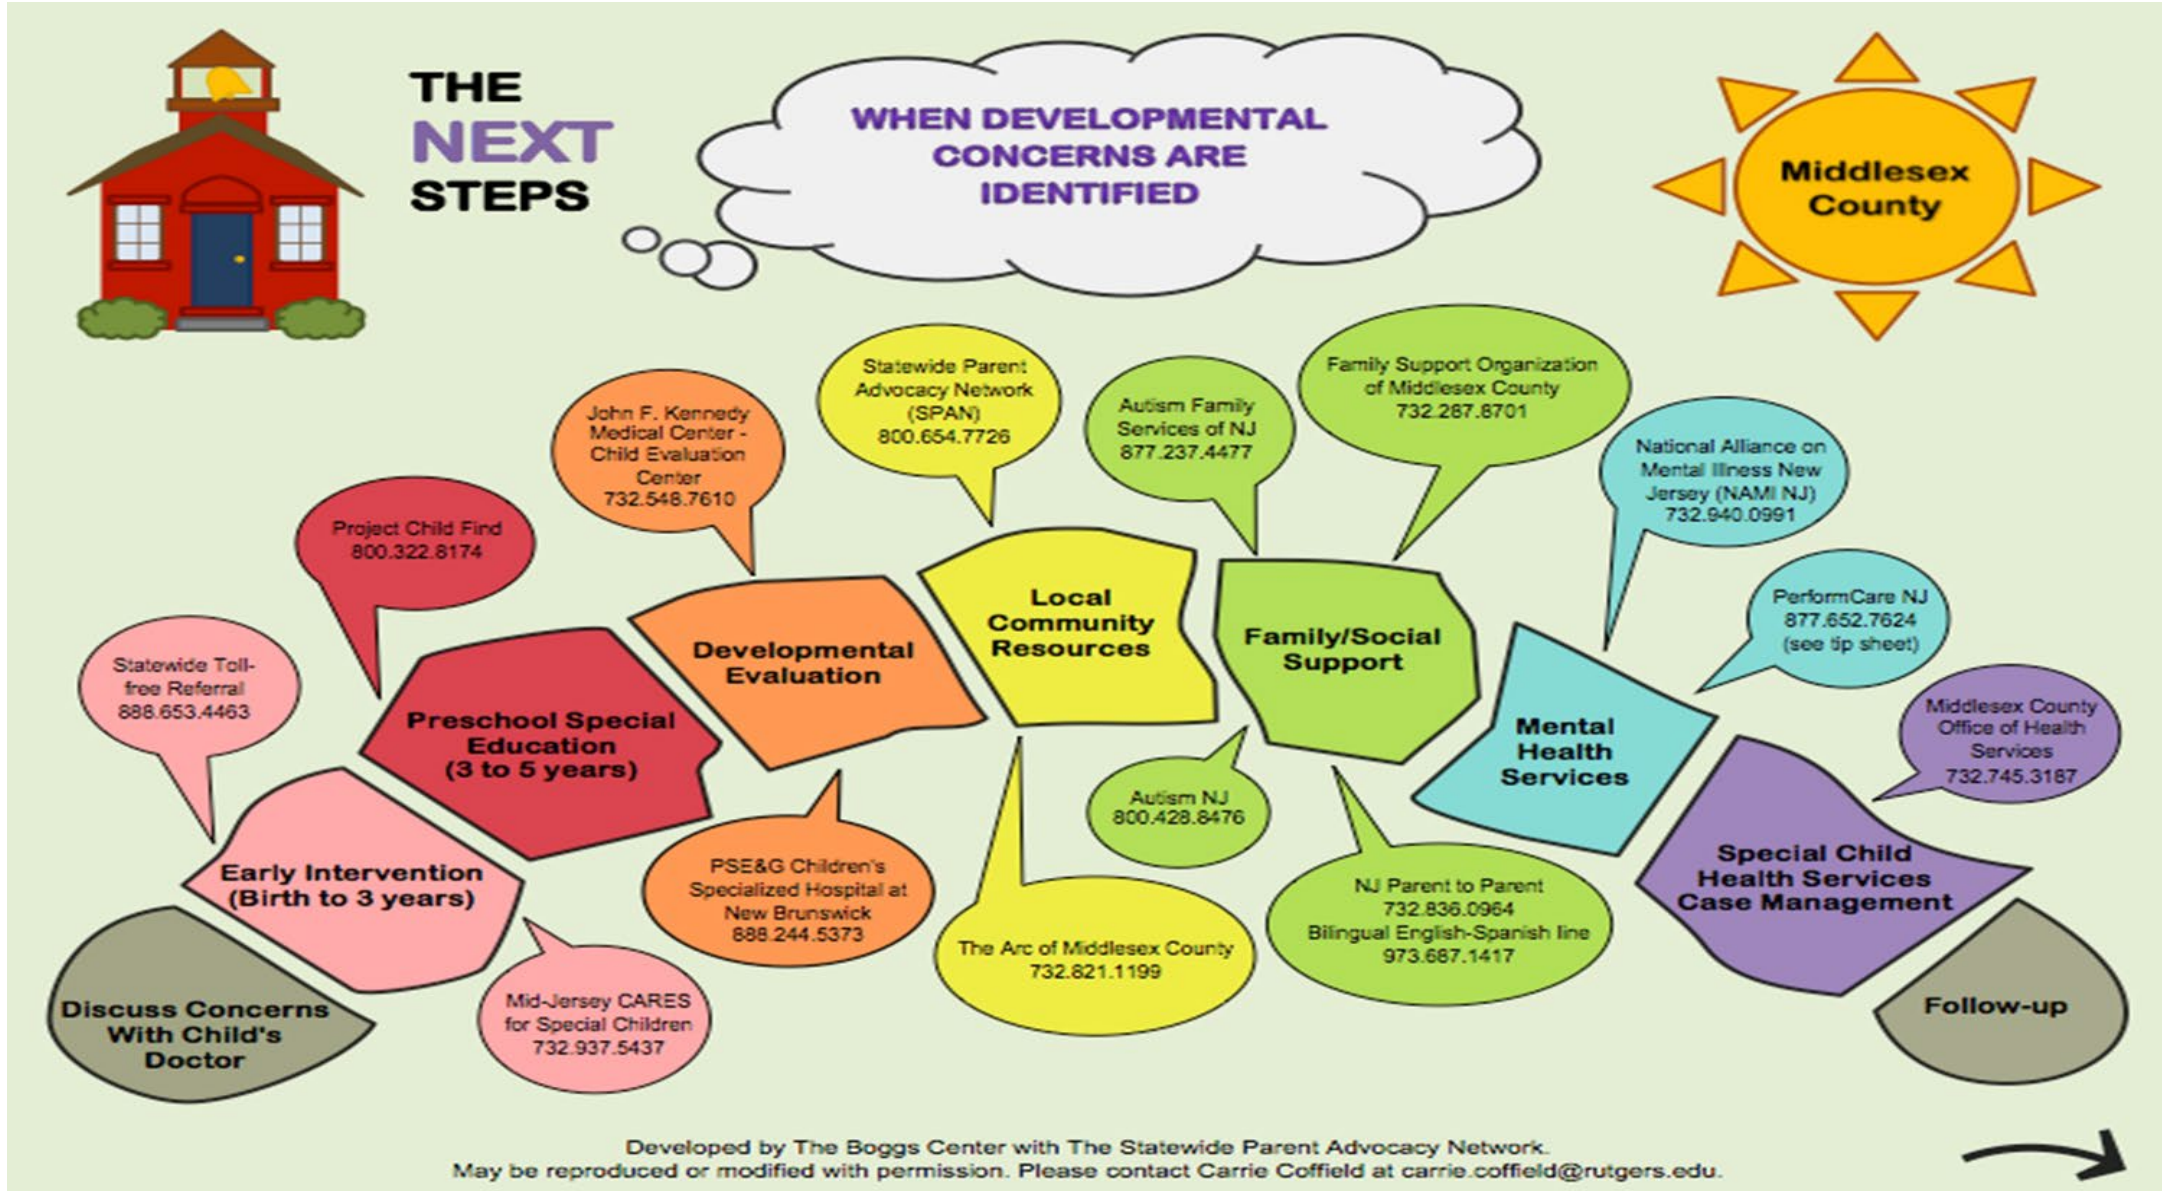 THE
NEXT
STEPS
WHEN DEVELOPMENTAL
CONCERNS ARE
IDENTIFIED
Middlesex
County
Discuss Concerns
With Child's
Doctor
Early Intervention
(Birth to 3 years)
Statewide Toll-
free Referral
888.653.4463
Mid-Jersey CARES
for Special Children
732.937.5437
Preschool Special
Education
(3 to 5 years)
Project Child Find
800.322.8174
Developmental
Evaluation
John F. Kennedy
Medical Center -
Child Evaluation
Center
732.548.7610
PSE&G Children's
Specialized Hospital at
New Brunswick
888.244.5373
Local
Community
Resources
Statewide Parent
Advocacy Network
(SPAN)
800.654.7726
The Arc of Middlesex County
732.821.1199
Family/Social
Support
Autism Family
Services of NJ
877.237.4477
Family Support Organization
of Middlesex County
732.287.8701
Autism NJ
800.428.8476
NJ Parent to Parent
732.836.0964
Bilingual English-Spanish line
973.687.1417
Mental
Health
Services
National Alliance on
Mental Illness New
Jersey (NAMI NJ)
732.940.0991
PerformCare NJ
877.652.7624
(see tip sheet)
Special Child
Health Services
Case Management
Middlesex County
Office of Health
Services
732.745.3187
Follow-up
Developed by The Boggs Center with The Statewide Parent Advocacy Network.
May be reproduced or modified with permission. Please contact Carrie Coffield at carrie.coffield@rutgers.edu.